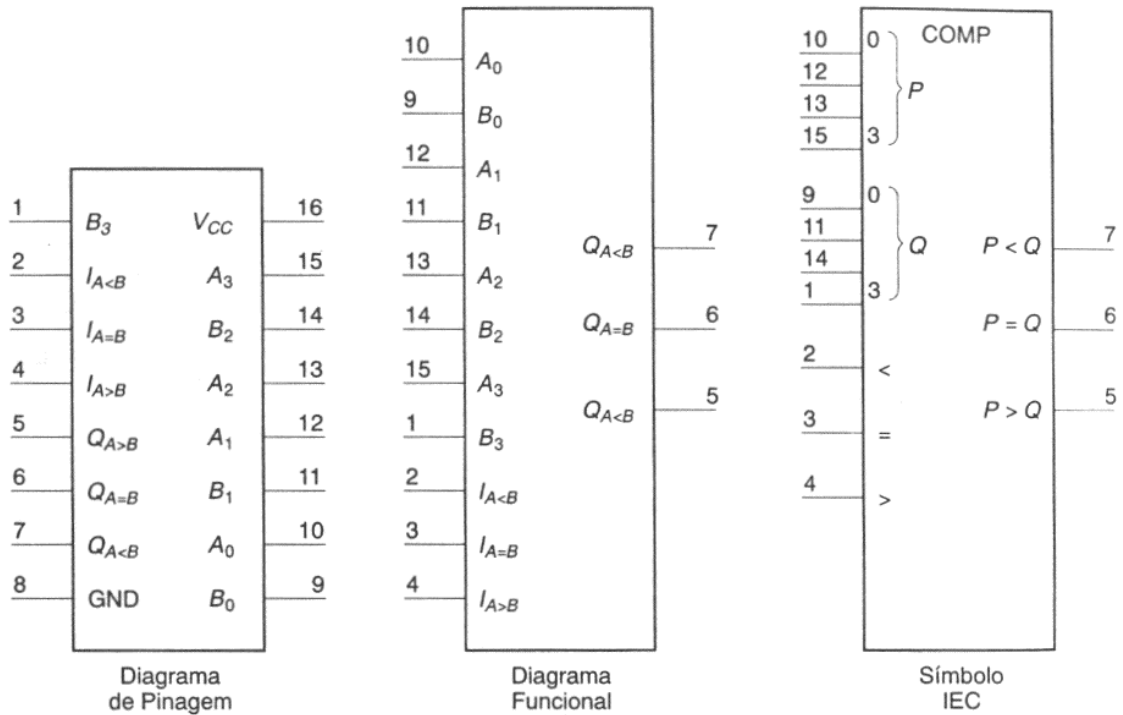 1 B3 VCC 16
2 IA<B A3 15
3 IA=B B2 14
4 IA>B A2 13
5 QA>B A1 12
6 QA=B B1 11
7 QA<B A0 10
8 GND B0 9
Diagrama
de Pinagem
10 A0
9 B0
12 A1
11 B1
QA<B 7
13 A2
14 B2
QA=B 6
15 A3
QA<B 5
1 B3
2 IA<B
3 IA=B
4 IA>B
Diagrama
Funcional
COMP
10 0
12
P
13
15 3
9 0
11
Q
P < Q 7
14
1 3
P = Q 6
2 <
P > Q 5
3 =
4 >
Símbolo
IEC